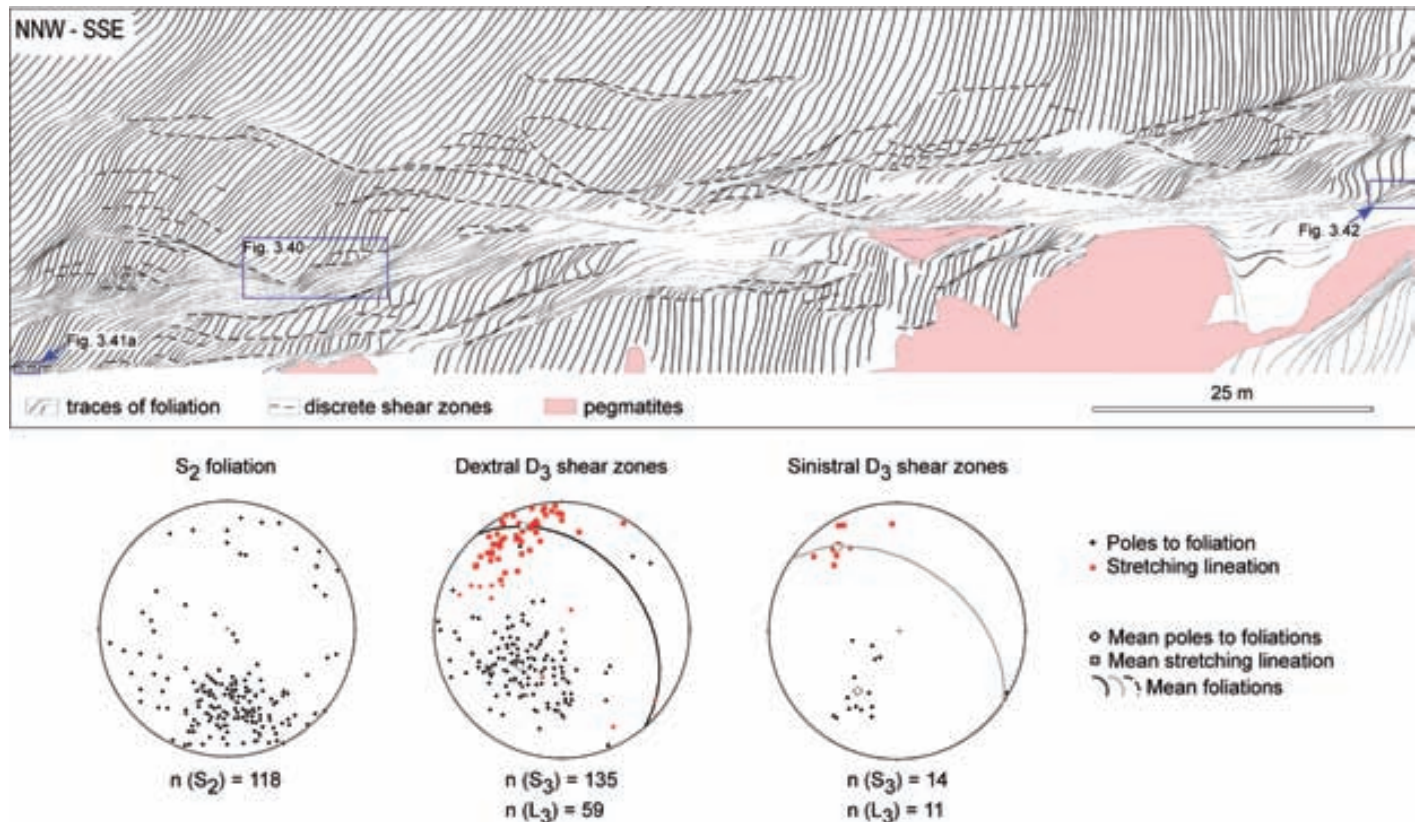 NNW - SSE
Fig. 3.40
Fig. 3.42
Fig. 3.41a
traces of foliation
discrete shear zones
pegmatites
25 m
S2 foliation
Dextral D3 shear zones
Sinistral D3 shear zones
Poles to foliation
Stretching lineation
Mean poles to foliations
Mean stretching lineation
Mean foliations
n (S2) = 118
n (S3) = 135
n (L3) = 59
n (S3) = 14
n (L3) = 11